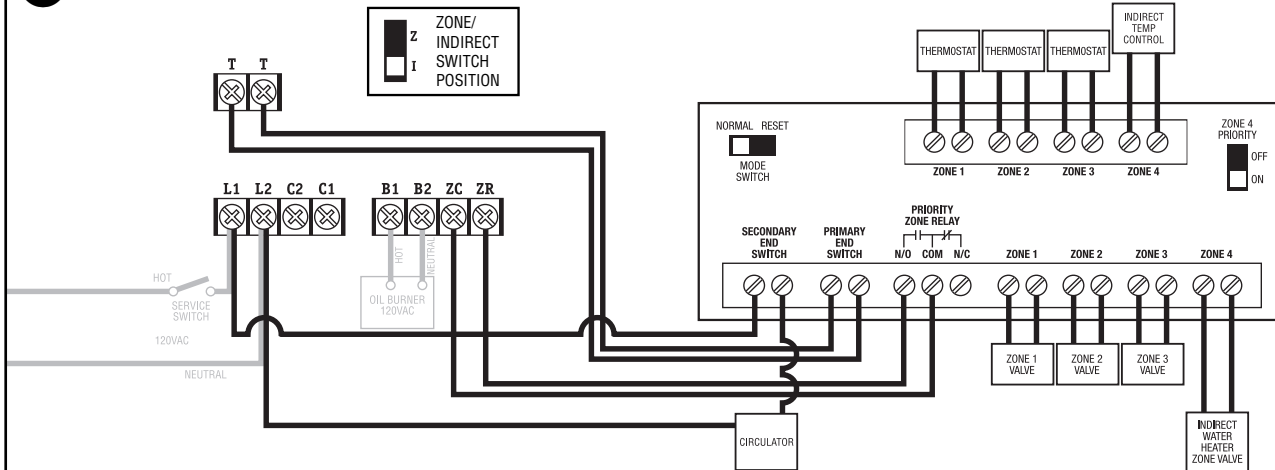 Z
I
ZONE/
INDIRECT
SWITCH
POSITION
INDIRECT
TEMP
CONTROL
THERMOSTAT
THERMOSTAT
THERMOSTAT
T T
NORMAL RESET
MODE
SWITCH
ZONE 1
ZONE 2
ZONE 3
ZONE 4
ZONE 4
PRIORITY
OFF
ON
L1 L2 C2 C1
B1 B2 ZC ZR
SECONDARY
END
SWITCH
PRIMARY
END
SWITCH
PRIORITY
ZONE RELAY
N/O COM N/C
ZONE 1
ZONE 2
ZONE 3
ZONE 4
HOT
SERVICE
SWITCH
120VAC
NEUTRAL
HOT
NEUTRAL
OIL BURNER
120VAC
ZONE 1
VALVE
ZONE 2
VALVE
ZONE 3
VALVE
CIRCULATOR
INDIRECT
WATER
HEATER
ZONE VALVE